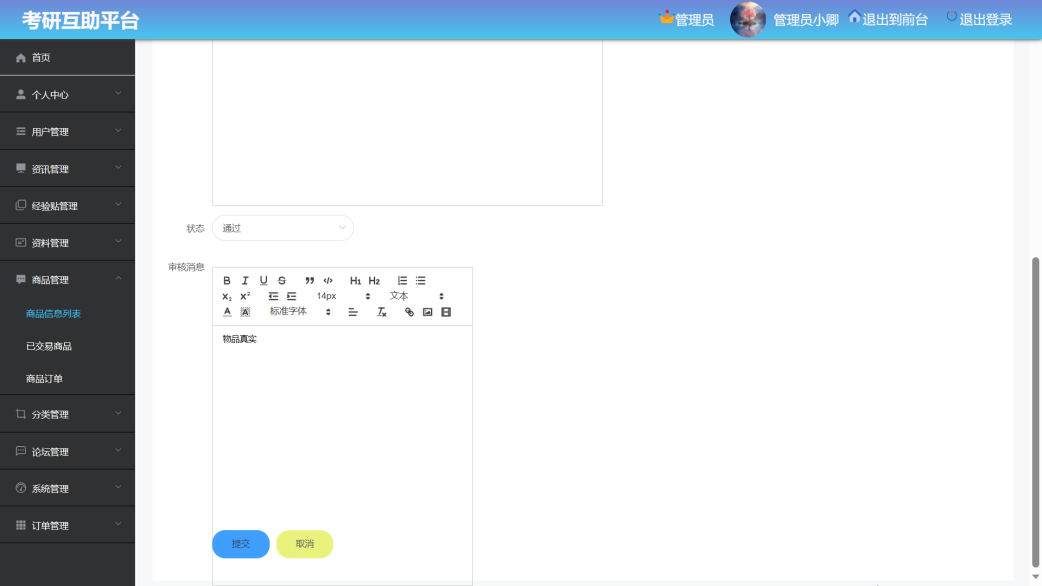 考研互助平台
管理员
管理员小卿
退出到前台
退出登录
首页
个人中心
用户管理
资讯管理
经验贴管理
资料管理
商品管理
商品信息列表
已交易商品
商品订单
分类管理
论坛管理
系统管理
订单管理
状态
通过
审核消息
B I U S ❞ </> H1 H2
X₂ X² 14px 文本
A A 标准字体
物品真实
提交
取消